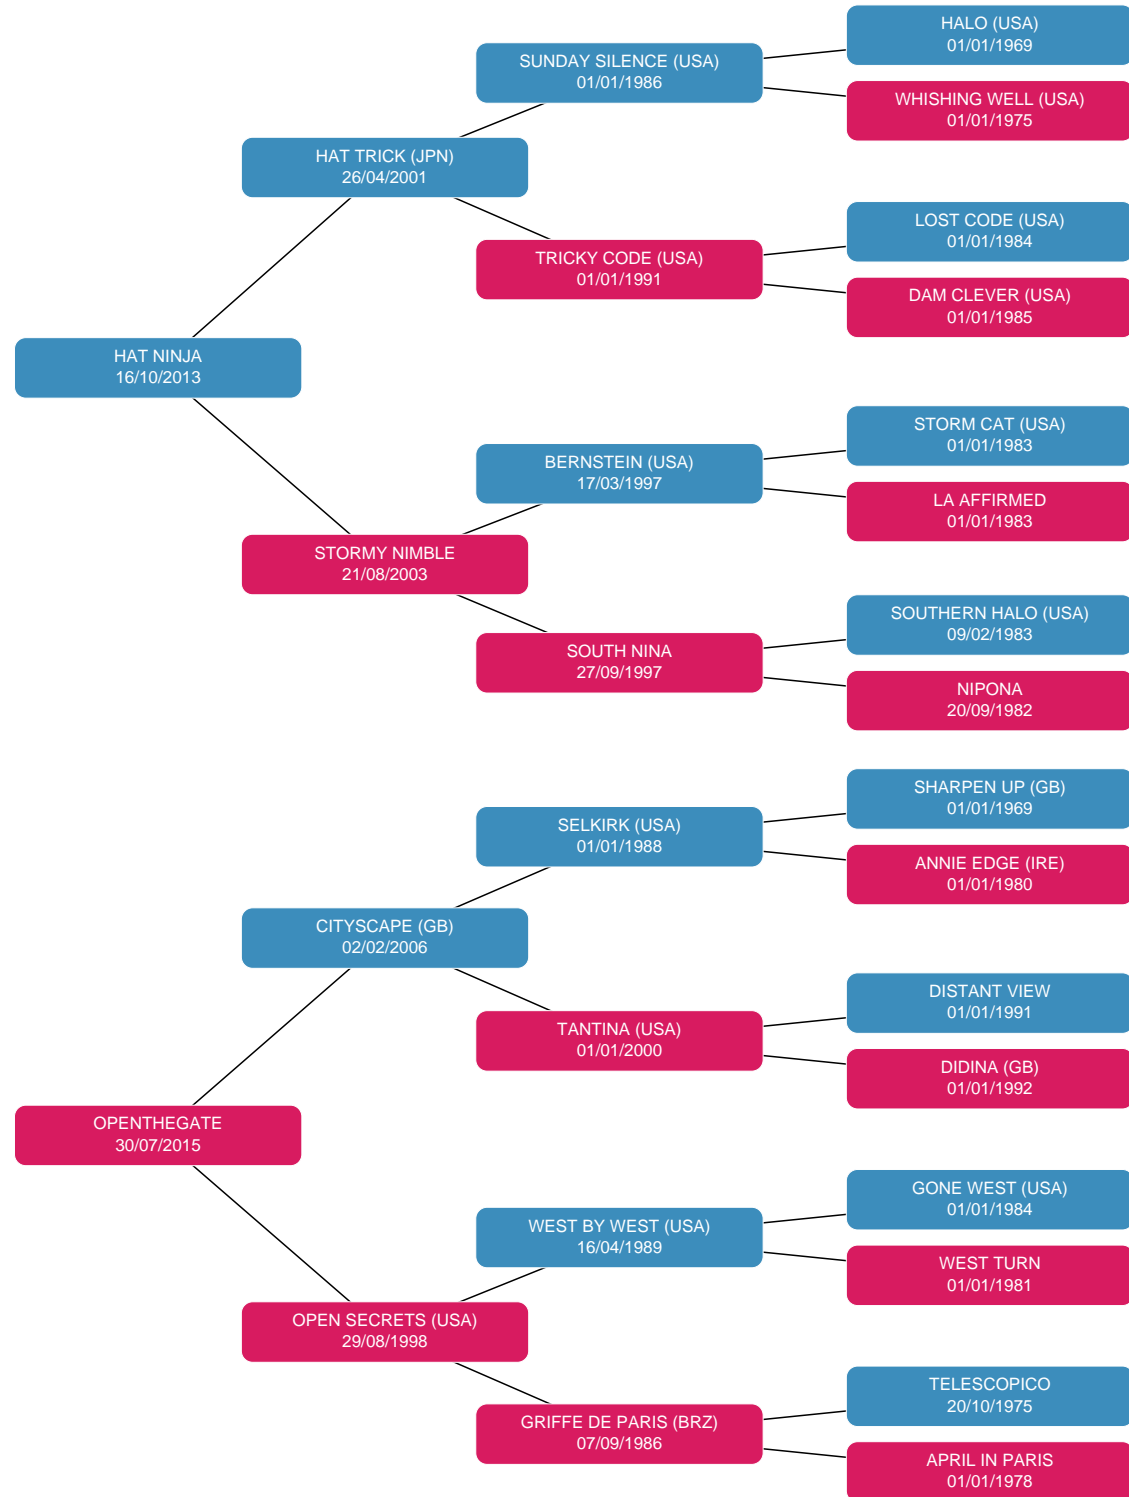 HALO (USA)
01/01/1969
SUNDAY SILENCE (USA)
01/01/1986
WHISHING WELL (USA)
01/01/1975
HAT TRICK (JPN)
26/04/2001
LOST CODE (USA)
01/01/1984
TRICKY CODE (USA)
01/01/1991
DAM CLEVER (USA)
01/01/1985
HAT NINJA
16/10/2013
STORM CAT (USA)
01/01/1983
BERNSTEIN (USA)
17/03/1997
LA AFFIRMED
01/01/1983
STORMY NIMBLE
21/08/2003
SOUTHERN HALO (USA)
09/02/1983
SOUTH NINA
27/09/1997
NIPONA
20/09/1982
SHARPEN UP (GB)
01/01/1969
SELKIRK (USA)
01/01/1988
ANNIE EDGE (IRE)
01/01/1980
CITYSCAPE (GB)
02/02/2006
DISTANT VIEW
01/01/1991
TANTINA (USA)
01/01/2000
DIDINA (GB)
01/01/1992
OPENTHEGATE
30/07/2015
GONE WEST (USA)
01/01/1984
WEST BY WEST (USA)
16/04/1989
WEST TURN
01/01/1981
OPEN SECRETS (USA)
29/08/1998
TELESCOPICO
20/10/1975
GRIFFE DE PARIS (BRZ)
07/09/1986
APRIL IN PARIS
01/01/1978